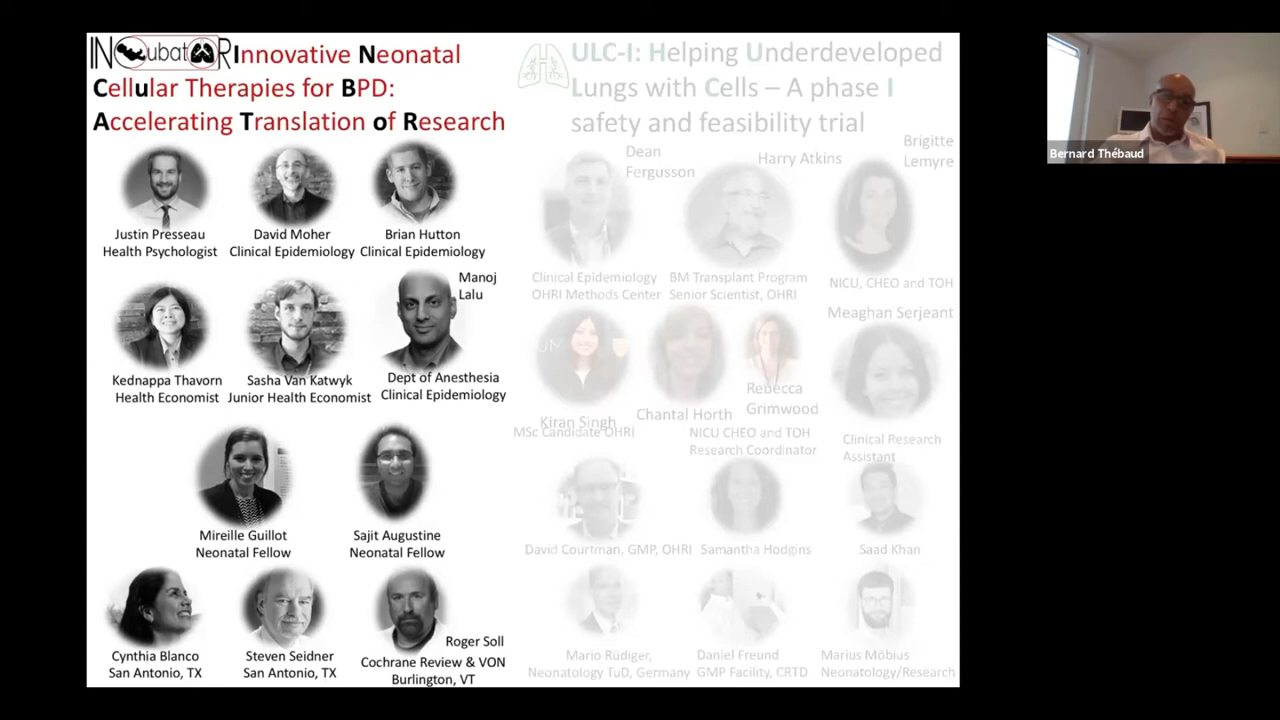 INCubatOR Innovative Neonatal
Cellular Therapies for BPD:
Accelerating Translation of Research
Justin Presseau
Health Psychologist
David Moher
Clinical Epidemiology
Brian Hutton
Clinical Epidemiology
Kednappa Thavorn
Health Economist
Sasha Van Katwyk
Junior Health Economist
Manoj
Lalu
Dept of Anesthesia
Clinical Epidemiology
Mireille Guillot
Neonatal Fellow
Sajit Augustine
Neonatal Fellow
Cynthia Blanco
San Antonio, TX
Steven Seidner
San Antonio, TX
Roger Soll
Cochrane Review & VON
Burlington, VT
ULC-I: Helping Underdeveloped
Lungs with Cells – A phase I
safety and feasibility trial
Dean
Fergusson
Clinical Epidemiology
OHRI Methods Center
Harry Atkins
BM Transplant Program
Senior Scientist, OHRI
Brigitte
Lemyre
NICU, CHEO and TOH
Kiran Singh
MSc Candidate OHRI
Chantal Horth
Rebecca
Grimwood
NICU CHEO and TOH
Research Coordinator
Meaghan Serjeant
Clinical Research
Assistant
David Courtman, GMP, OHRI
Samantha Hodgins
Saad Khan
Mario Rüdiger,
Neonatology TuD, Germany
Daniel Freund
GMP Facility, CRTD
Marius Möbius
Neonatology/Research
Bernard Thébaud